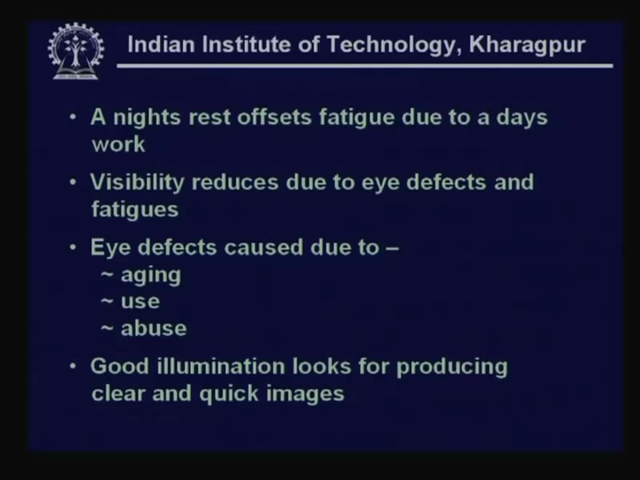 Indian Institute of Technology, Kharagpur
• A nights rest offsets fatigue due to a days
work
• Visibility reduces due to eye defects and
fatigues
• Eye defects caused due to –
~ aging
~ use
~ abuse
• Good illumination looks for producing
clear and quick images